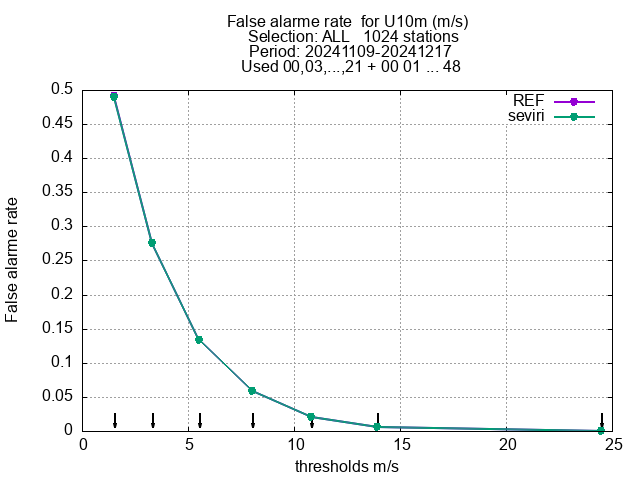 False alarme rate  for U10m (m/s)
Selection: ALL   1024 stations
Period: 20241109-20241217
Used 00,03,...,21 + 00 01 ... 48
REF
seviri
False alarme rate
0.5
0.45
0.4
0.35
0.3
0.25
0.2
0.15
0.1
0.05
0
0 5 10 15 20 25
thresholds m/s